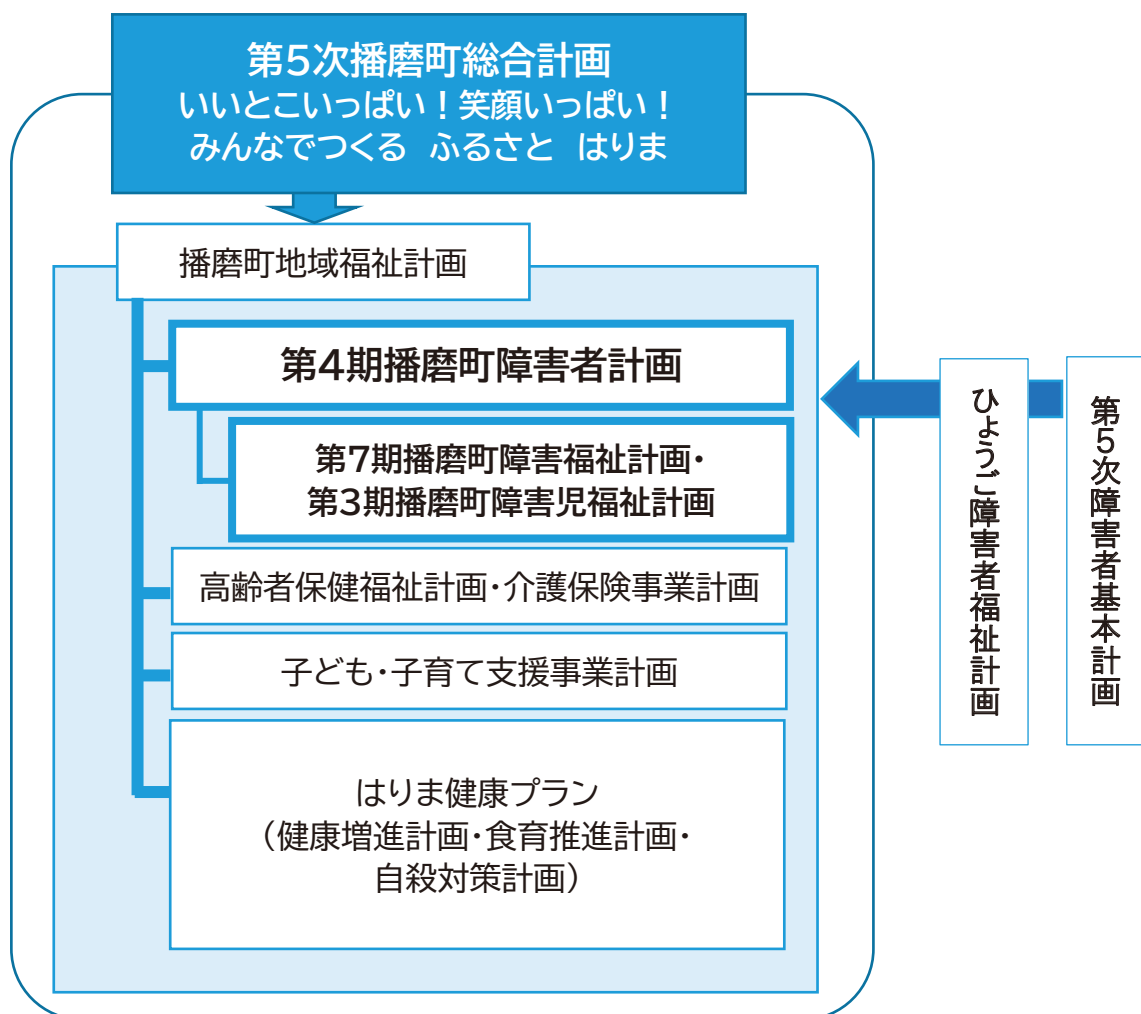 第5次播磨町総合計画
いいとこいっぱい！笑顔いっぱい！
みんなでつくる　ふるさと　はりま
播磨町地域福祉計画
第4期播磨町障害者計画
第7期播磨町障害福祉計画・
第3期播磨町障害児福祉計画
高齢者保健福祉計画・介護保険事業計画
子ども・子育て支援事業計画
はりま健康プラン
（健康増進計画・食育推進計画・
自殺対策計画）
ひょうご障害者福祉計画
第5次障害者基本計画